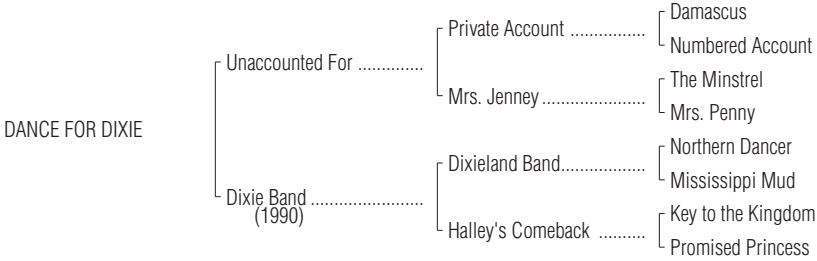 Damascus
Private Account ................
Numbered Account
Unaccounted For ..............
The Minstrel
Mrs. Jenney ......................
Mrs. Penny
DANCE FOR DIXIE
Northern Dancer
Dixieland Band..................
Mississippi Mud
Dixie Band ........................
(1990)
Key to the Kingdom
Halley's Comeback ..........
Promised Princess